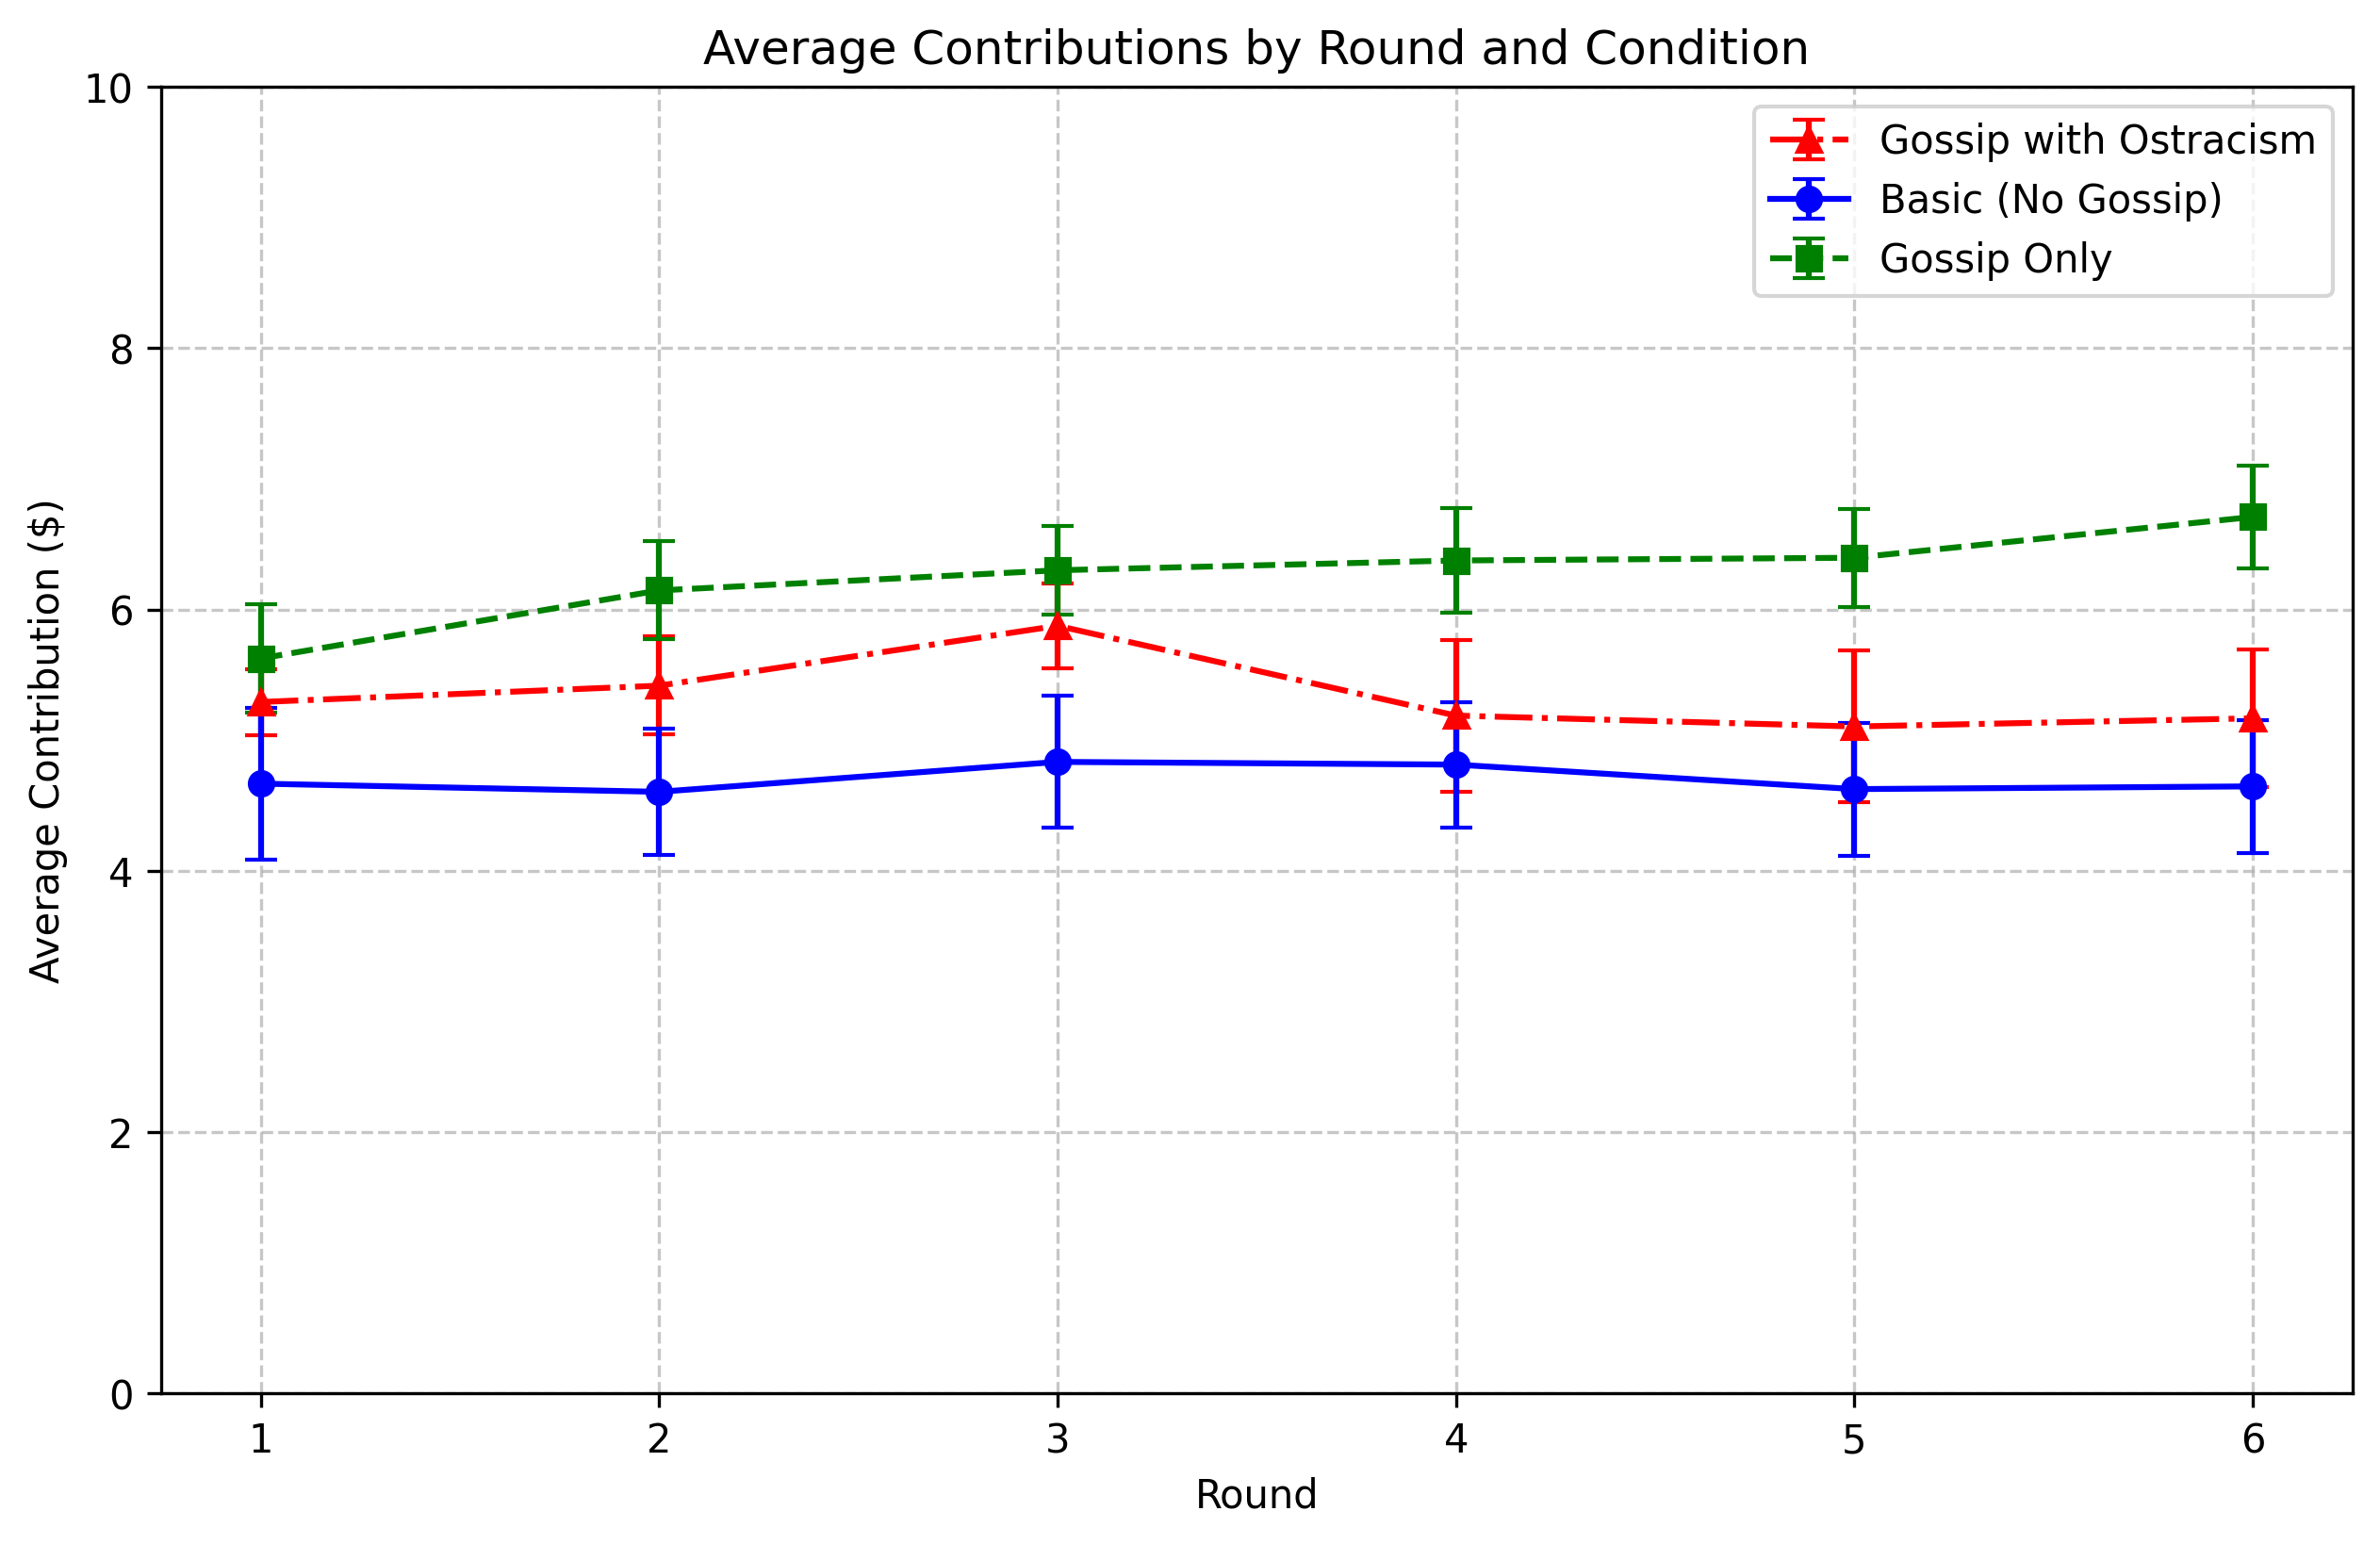 Average Contributions by Round and Condition
10
8
6
4
2
0
Average Contribution ($)
Gossip with Ostracism
Basic (No Gossip)
Gossip Only
1 2 3 4 5 6
Round